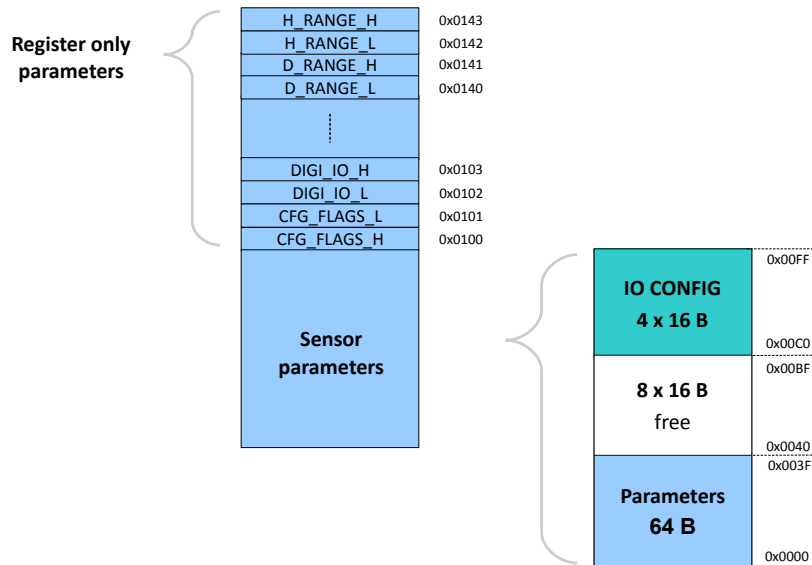 Register only
parameters
H_RANGE_H 0x0143
H_RANGE_L 0x0142
D_RANGE_H 0x0141
D_RANGE_L 0x0140
DIGI_IO_H 0x0103
DIGI_IO_L 0x0102
CFG_FLAGS_L 0x0101
CFG_FLAGS_H 0x0100
Sensor
parameters
0x00FF
IO CONFIG
4 x 16 B
0x00C0
0x00BF
8 x 16 B
free
0x0040
0x003F
Parameters
64 B
0x0000